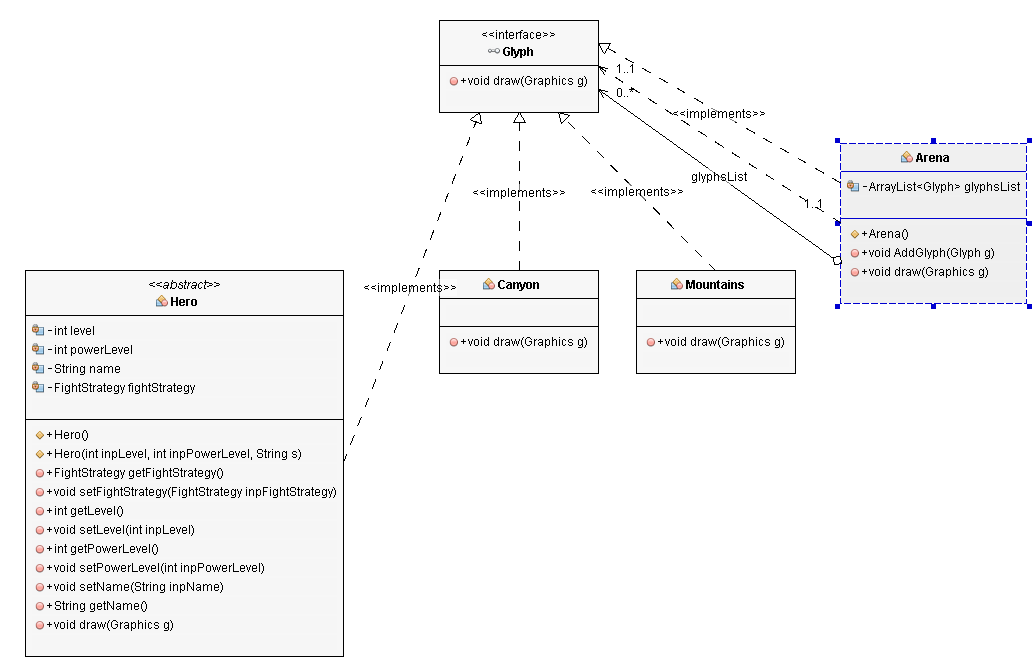 <<interface>>
Glyph
+void draw(Graphics g)
1..1
0..*
<<implements>>
glyphsList
1..1
Arena
-ArrayList<Glyph> glyphsList
+Arena()
+void AddGlyph(Glyph g)
+void draw(Graphics g)
<<implements>>
<<implements>>
<<implements>>
<<abstract>>
Hero
-int level
-int powerLevel
-String name
-FightStrategy fightStrategy
+Hero()
+Hero(int inpLevel, int inpPowerLevel, String s)
+FightStrategy getFightStrategy()
+void setFightStrategy(FightStrategy inpFightStrategy)
+int getLevel()
+void setLevel(int inpLevel)
+int getPowerLevel()
+void setPowerLevel(int inpPowerLevel)
+void setName(String inpName)
+String getName()
+void draw(Graphics g)
Canyon
+void draw(Graphics g)
Mountains
+void draw(Graphics g)